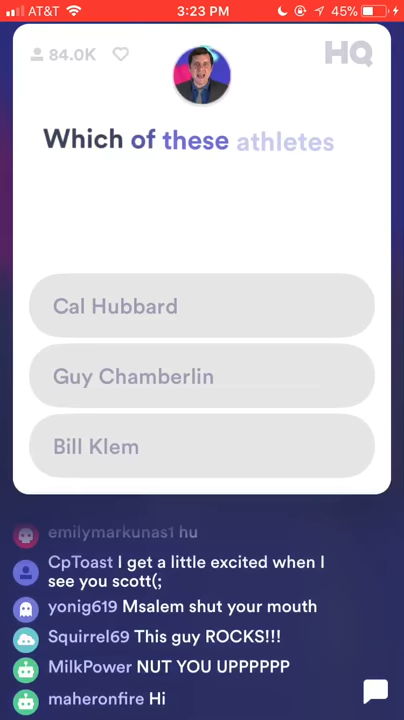 AT&T 3:23 PM 45%
84.0K HQ
Which of these athletes
Cal Hubbard
Guy Chamberlin
Bill Klem
emilymarkunas1 hu
CpToast I get a little excited when I
see you scott(;
yonig619 Msalem shut your mouth
Squirrel69 This guy ROCKS!!!
MilkPower NUT YOU UPPPPPP
maheronfire Hi